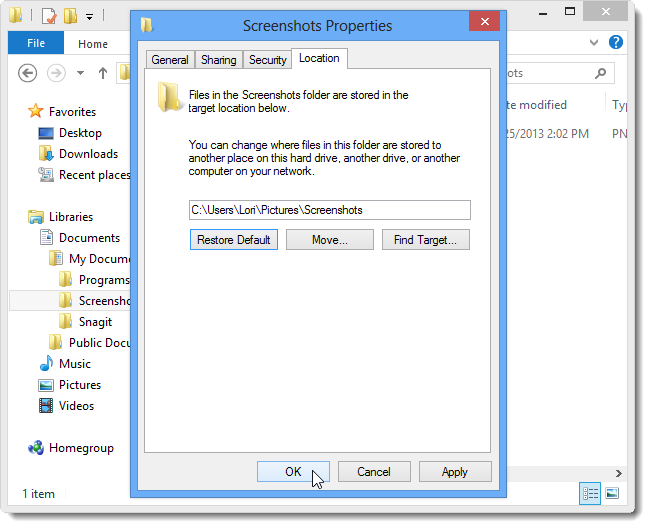 Screenshots Properties
File
Home
General
Sharing
Security
Location
Files in the Screenshots folder are stored in the
target location below.
You can change where files in this folder are stored to
another place on this hard drive, another drive, or another
computer on your network.
C:\Users\Lori\Pictures\Screenshots
Restore Default
Move...
Find Target...
OK
Cancel
Apply
Favorites
Desktop
Downloads
Recent places
Libraries
Documents
My Docume
Programs
Screensho
Snagit
Public Docu
Music
Pictures
Videos
Homegroup
1 item
ots
te modified
Ty
25/2013 2:02 PM
PN